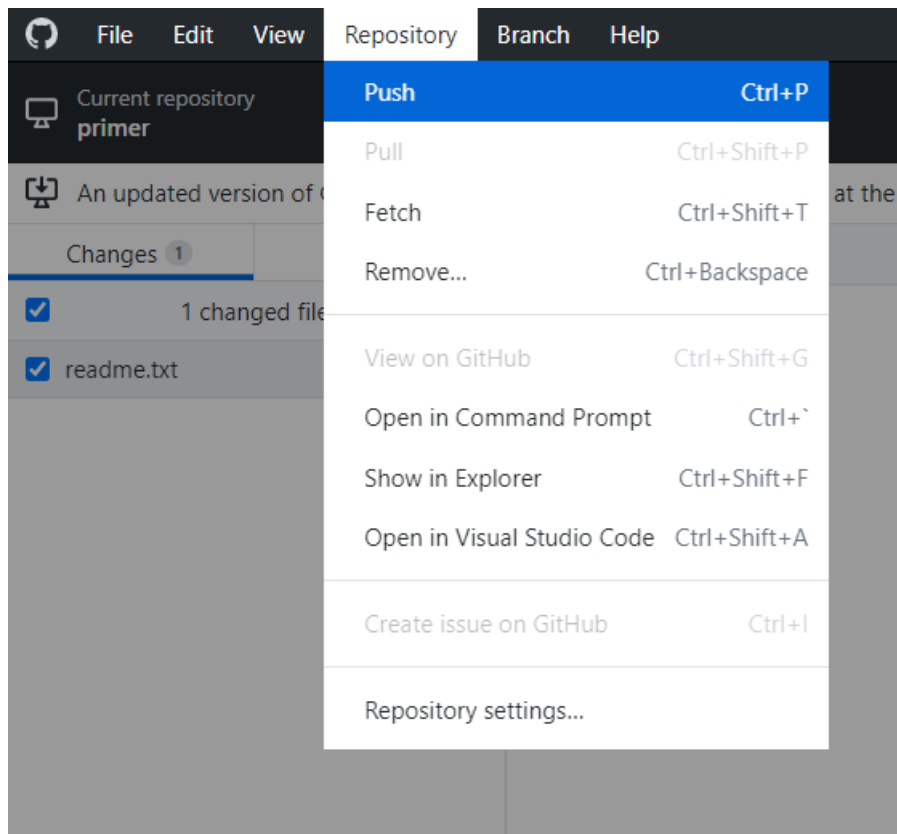 File Edit View Repository Branch Help
Current repository
primer
An updated version of
at the
Changes 1
1 changed file
readme.txt
Push Ctrl+P
Pull Ctrl+Shift+P
Fetch Ctrl+Shift+T
Remove... Ctrl+Backspace
View on GitHub Ctrl+Shift+G
Open in Command Prompt Ctrl+`
Show in Explorer Ctrl+Shift+F
Open in Visual Studio Code Ctrl+Shift+A
Create issue on GitHub Ctrl+I
Repository settings...